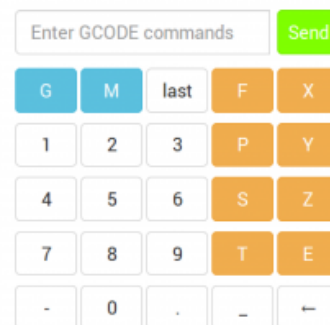 Enter GCODE commands Send
G M last F X
1 2 3 P Y
4 5 6 S Z
7 8 9 T E
- 0 . _ ←